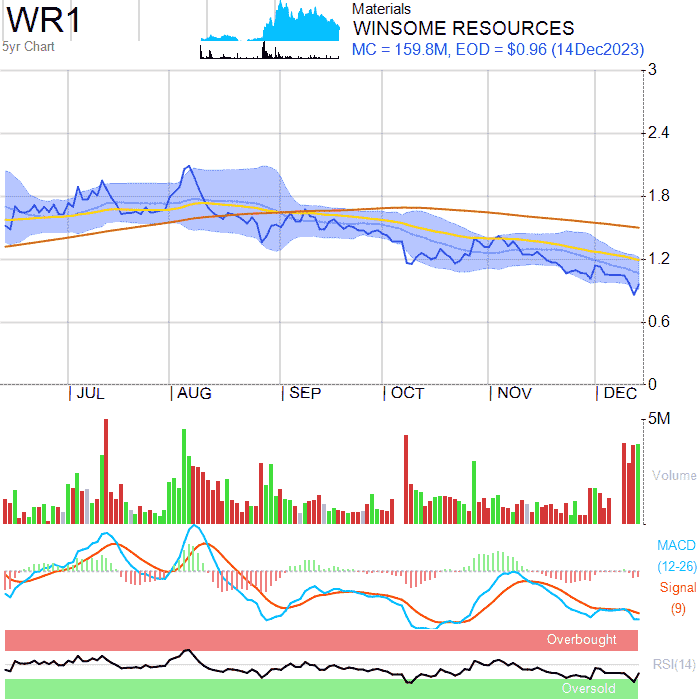 WR1
5yr Chart
Materials
WINSOME RESOURCES
MC = 159.8M, EOD = $0.96 (14Dec2023)
3
2.4
1.8
1.2
0.6
0
JUL AUG SEP OCT NOV DEC
5M
Volume
MACD
(12-26)
Signal
(9)
Overbought
RSI(14)
Oversold